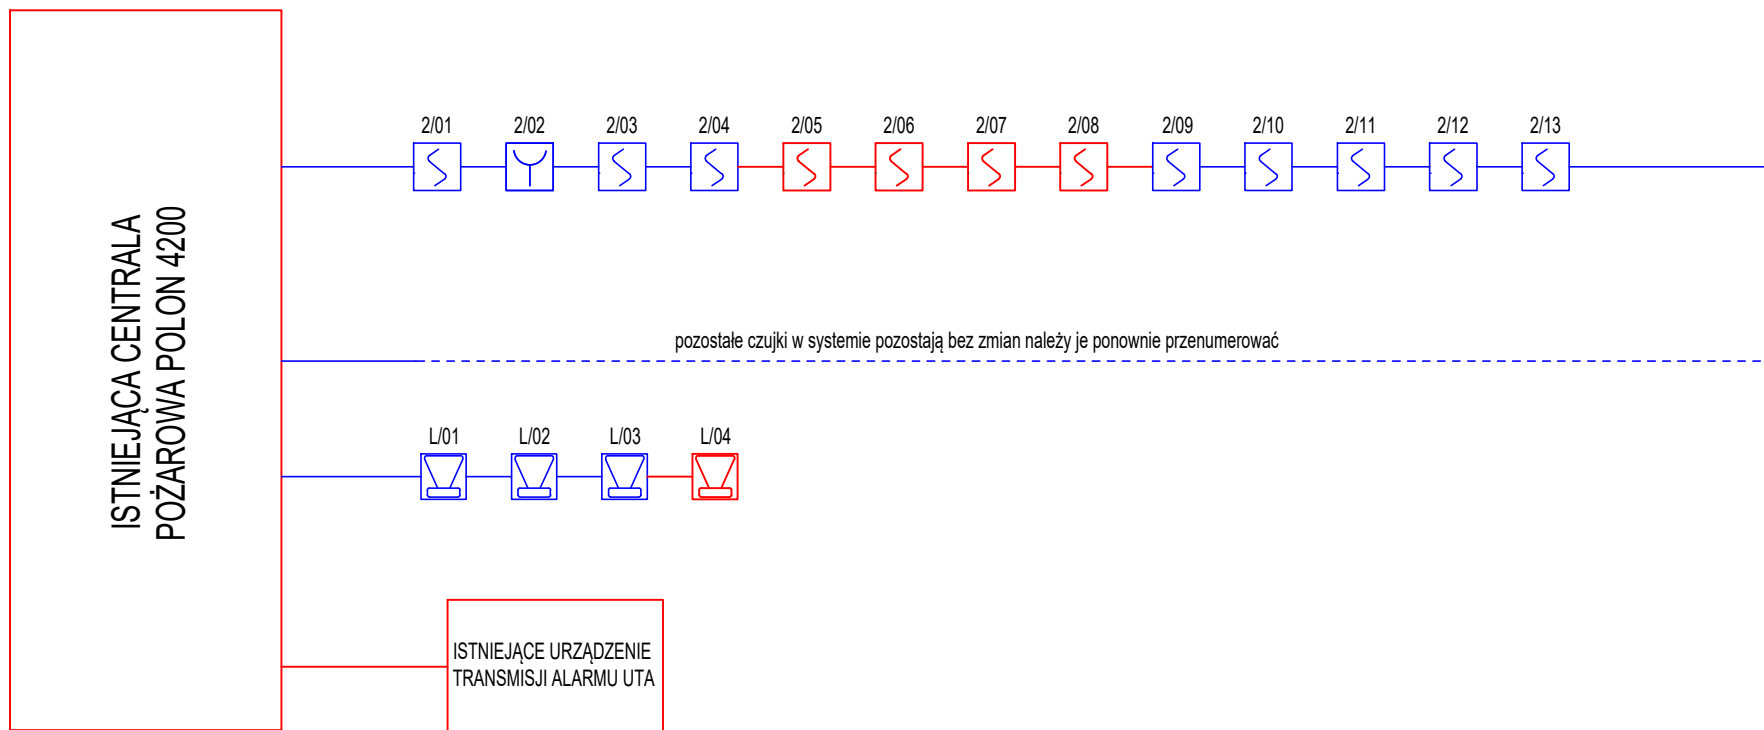 ISTNIEJĄCA CENTRALA
POŻAROWA POLON 4200
2/01
2/02
2/03
2/04
2/05
2/06
2/07
2/08
2/09
2/10
2/11
2/12
2/13
pozostałe czujki w systemie pozostają bez zmian należy je ponownie przenumerować
L/01
L/02
L/03
L/04
ISTNIEJĄCE URZĄDZENIE
TRANSMISJI ALARMU UTA